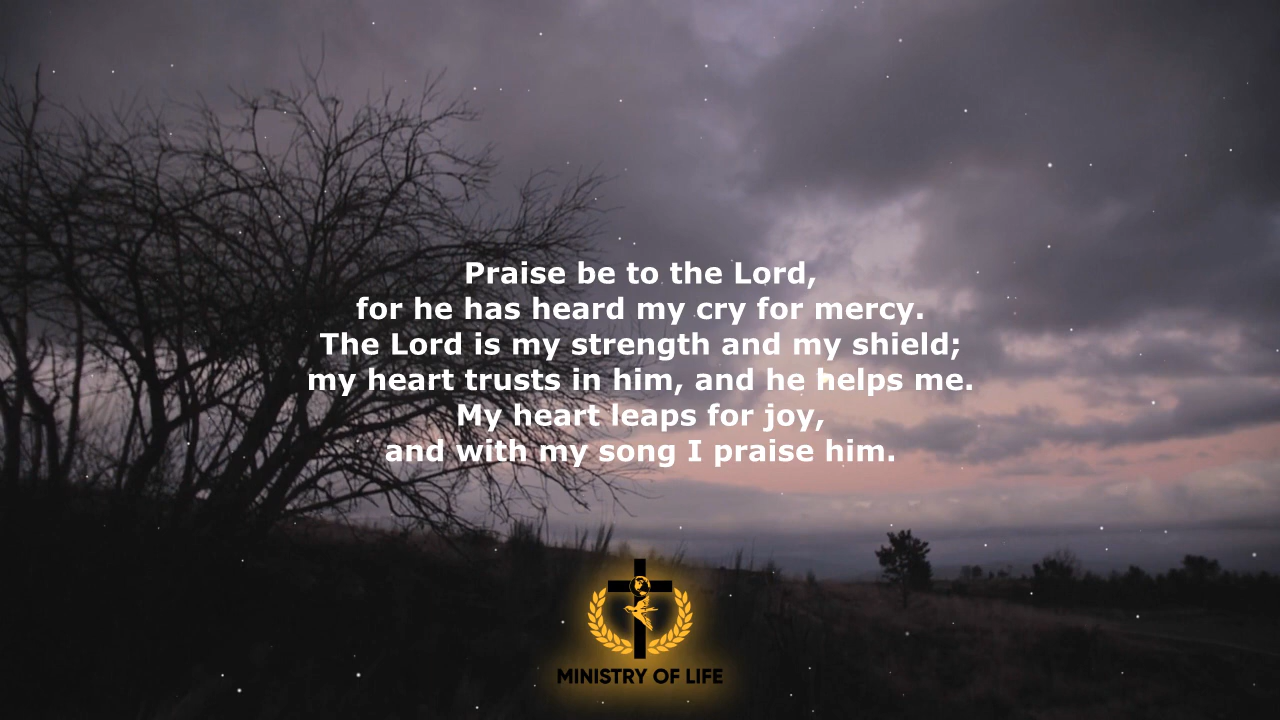 Praise be to the Lord,
for he has heard my cry for mercy.
The Lord is my strength and my shield;
my heart trusts in him, and he helps me.
My heart leaps for joy,
and with my song I praise him.
MINISTRY OF LIFE